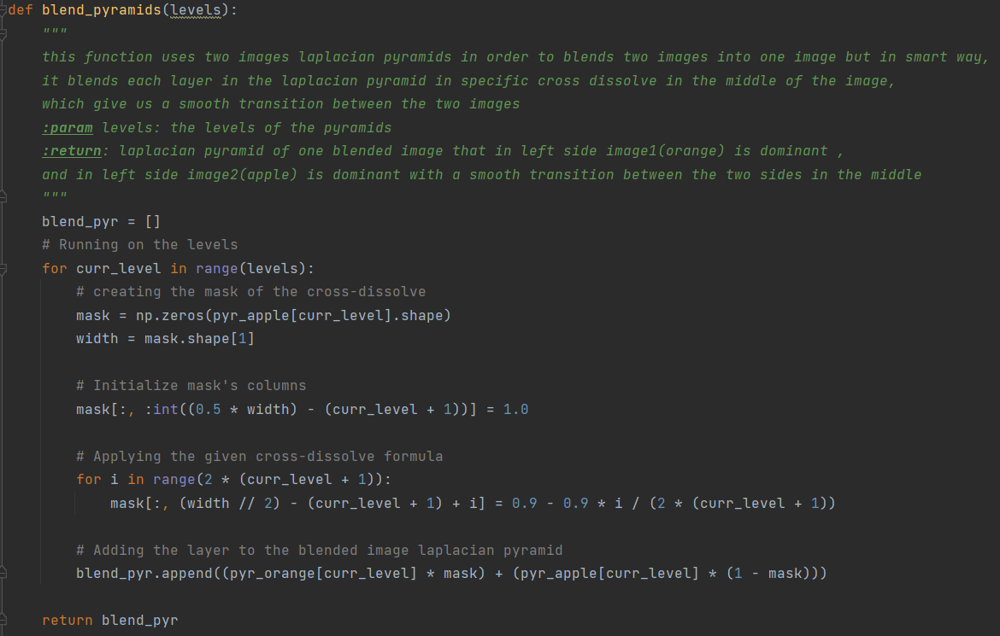 def blend_pyramids(levels):
    """
    this function uses two images laplacian pyramids in order to blends two images into one image but in smart way,
    it blends each layer in the laplacian pyramid in specific cross dissolve in the middle of the image,
    which give us a smooth transition between the two images
    :param levels: the levels of the pyramids
    :return: laplacian pyramid of one blended image that in left side image1(orange) is dominant ,
    and in left side image2(apple) is dominant with a smooth transition between the two sides in the middle
    """
    blend_pyr = []
    # Running on the levels
    for curr_level in range(levels):
        # creating the mask of the cross-dissolve
        mask = np.zeros(pyr_apple[curr_level].shape)
        width = mask.shape[1]

        # Initialize mask's columns
        mask[:, :int((0.5 * width) - (curr_level + 1))] = 1.0

        # Applying the given cross-dissolve formula
        for i in range(2 * (curr_level + 1)):
            mask[:, (width // 2) - (curr_level + 1) + i] = 0.9 - 0.9 * i / (2 * (curr_level + 1))

        # Adding the layer to the blended image laplacian pyramid
        blend_pyr.append((pyr_orange[curr_level] * mask) + (pyr_apple[curr_level] * (1 - mask)))

    return blend_pyr